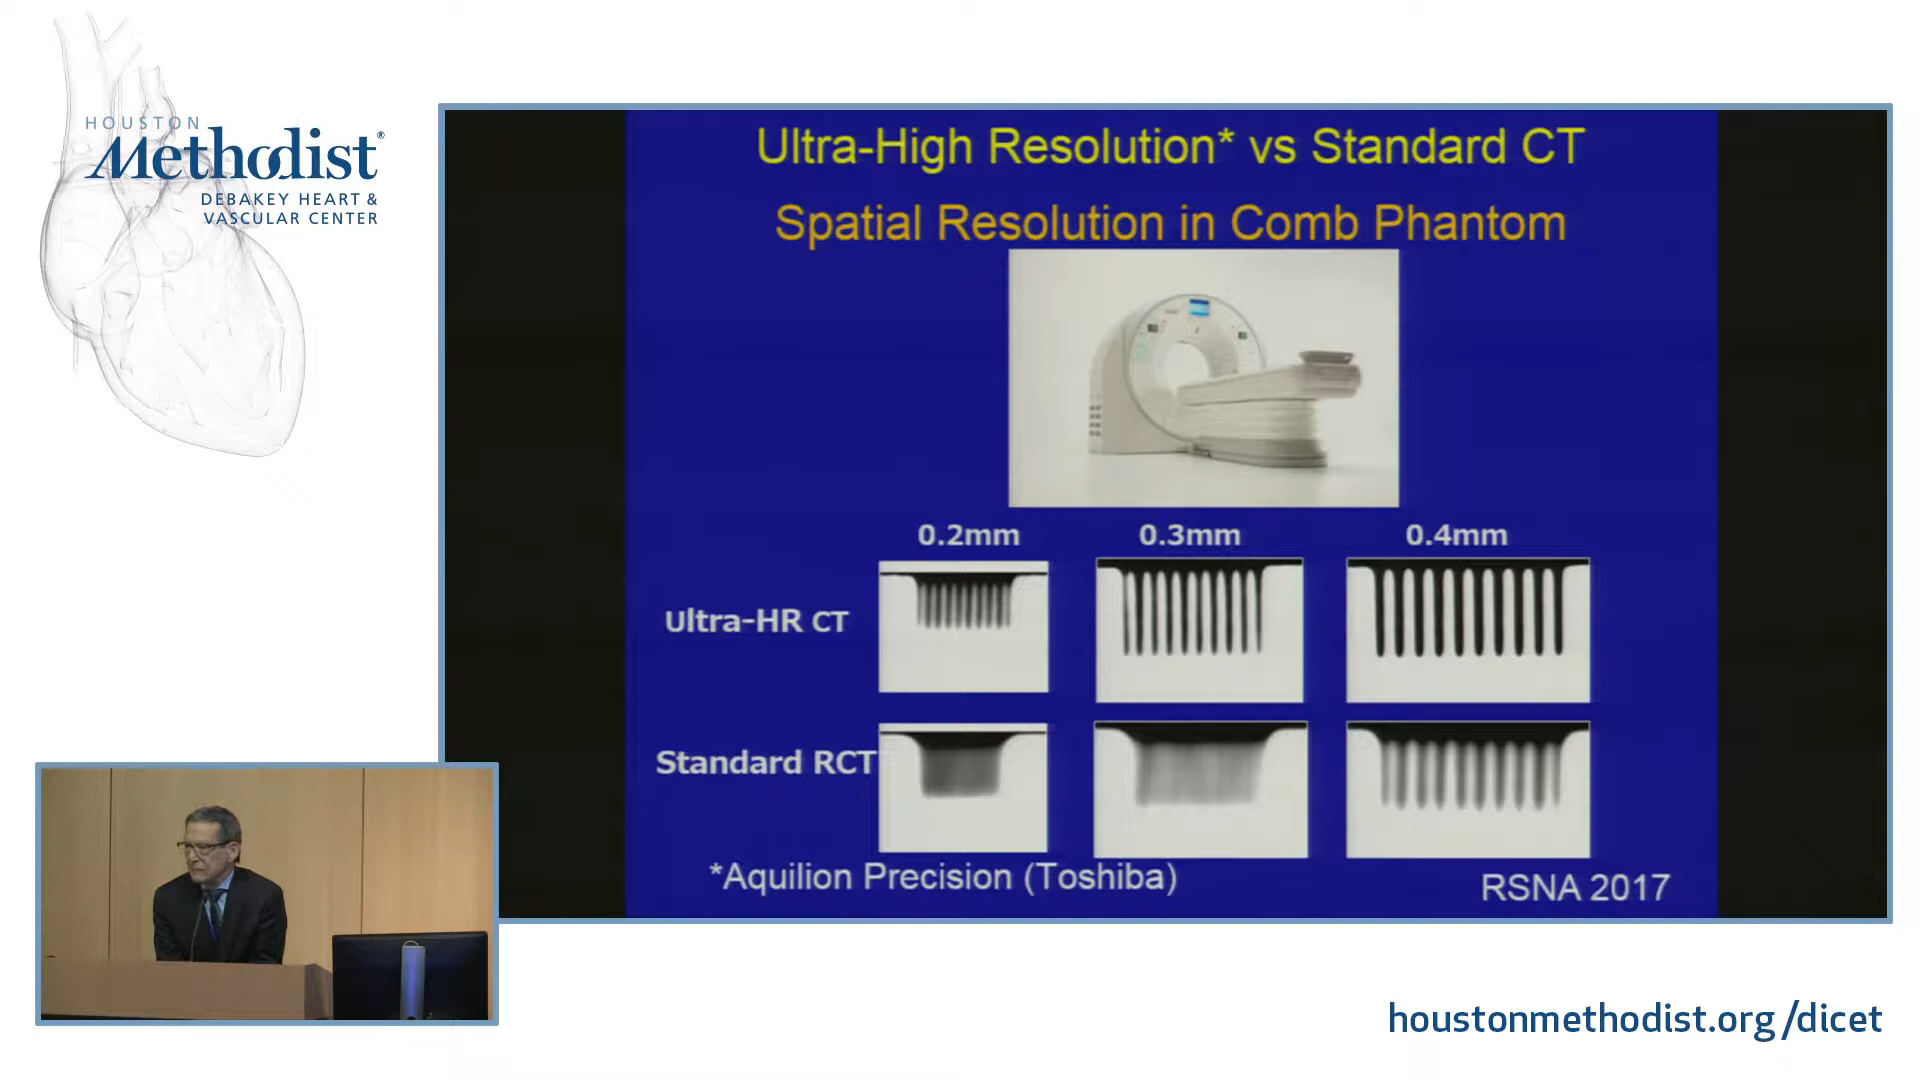 HOUSTON
Methodist®
DEBAKEY HEART &
VASCULAR CENTER
Ultra-High Resolution* vs Standard CT
Spatial Resolution in Comb Phantom
0.2mm 0.3mm 0.4mm
Ultra-HR CT
Standard RCT
*Aquilion Precision (Toshiba)
RSNA 2017
houstonmethodist.org/dicet